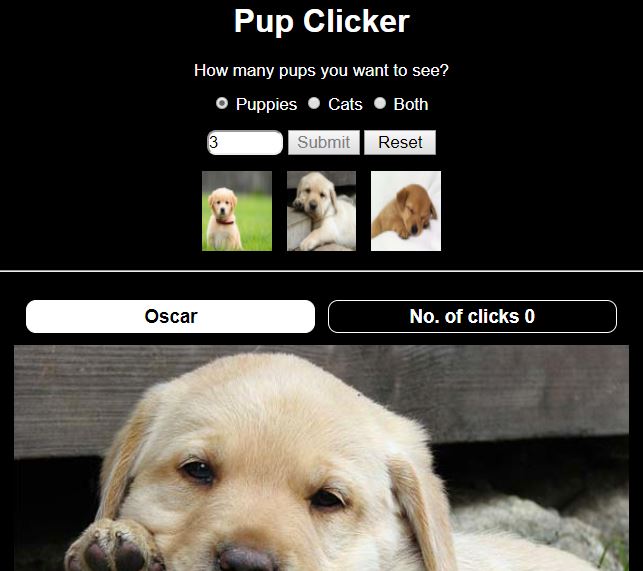 Pup Clicker
How many pups you want to see?
Puppies Cats Both
3 Submit Reset
Oscar No. of clicks 0